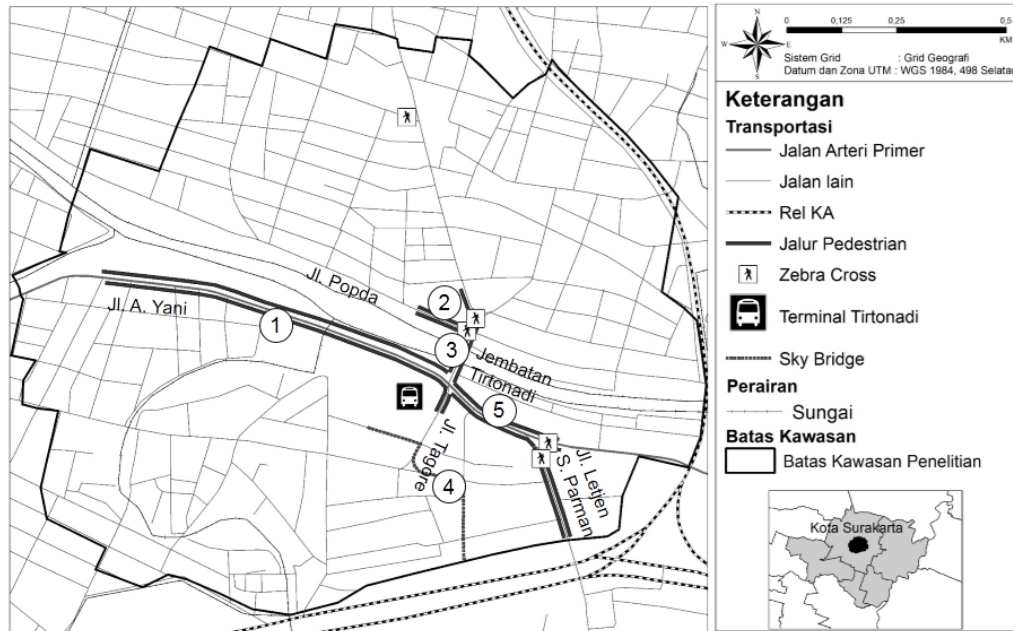 N
W E
S
0 0,125 0,25 0,5
KM
Sistem Grid : Grid Geografi
Datum dan Zona UTM : WGS 1984, 498 Selatan
Keterangan
Transportasi
Jalan Arteri Primer
Jalan lain
Rel KA
Jalur Pedestrian
Zebra Cross
Terminal Tirtonadi
Sky Bridge
Perairan
Sungai
Batas Kawasan
Batas Kawasan Penelitian
Kota Surakarta
Jl. Popda
Jl. A. Yani
1
2
3
Jembatan
Tirtonadi
5
Jl. Tagore
4
Jl. Letjen
S. Parman